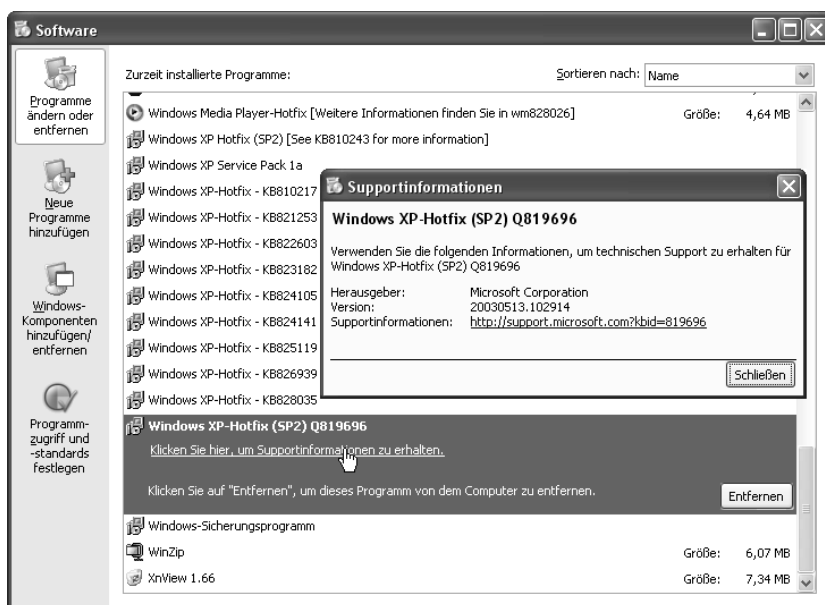 Software
Programme
ändern oder
entfernen
Neue
Programme
hinzufügen
Windows-
Komponenten
hinzufügen/
entfernen
Programm-
zugriff und
-standards
festlegen
Zurzeit installierte Programme:
Sortieren nach:
Name
Windows Media Player-Hotfix [Weitere Informationen finden Sie in wm828026]
Größe: 4,64 MB
Windows XP Hotfix (SP2) [See KB810243 for more information]
Windows XP Service Pack 1a
Windows XP-Hotfix - KB810217
Windows XP-Hotfix - KB821253
Windows XP-Hotfix - KB822603
Windows XP-Hotfix - KB823182
Windows XP-Hotfix - KB824105
Windows XP-Hotfix - KB824141
Windows XP-Hotfix - KB825119
Windows XP-Hotfix - KB826939
Windows XP-Hotfix - KB828035
Windows XP-Hotfix (SP2) Q819696
Klicken Sie hier, um Supportinformationen zu erhalten.
Klicken Sie auf "Entfernen", um dieses Programm von dem Computer zu entfernen.
Entfernen
Windows-Sicherungsprogramm
WinZip
Größe: 6,07 MB
XnView 1.66
Größe: 7,34 MB
Supportinformationen
Windows XP-Hotfix (SP2) Q819696
Verwenden Sie die folgenden Informationen, um technischen Support zu erhalten für
Windows XP-Hotfix (SP2) Q819696
Herausgeber: Microsoft Corporation
Version: 20030513.102914
Supportinformationen: http://support.microsoft.com?kbid=819696
Schließen